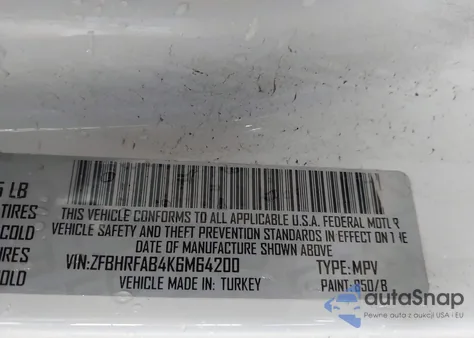 5 LB
TIRES
COLD
TIRES
COLD
THIS VEHICLE CONFORMS TO ALL APPLICABLE U.S.A. FEDERAL MOTOR
VEHICLE SAFETY AND THEFT PREVENTION STANDARDS IN EFFECT ON THE
DATE OF MANUFACTURE SHOWN ABOVE
VIN:ZFBHRFAB4K6M64200 TYPE:MPV
VEHICLE MADE IN: TURKEY PAINT:850/B
autoSnap
Pewne auta z aukcji USA i EU